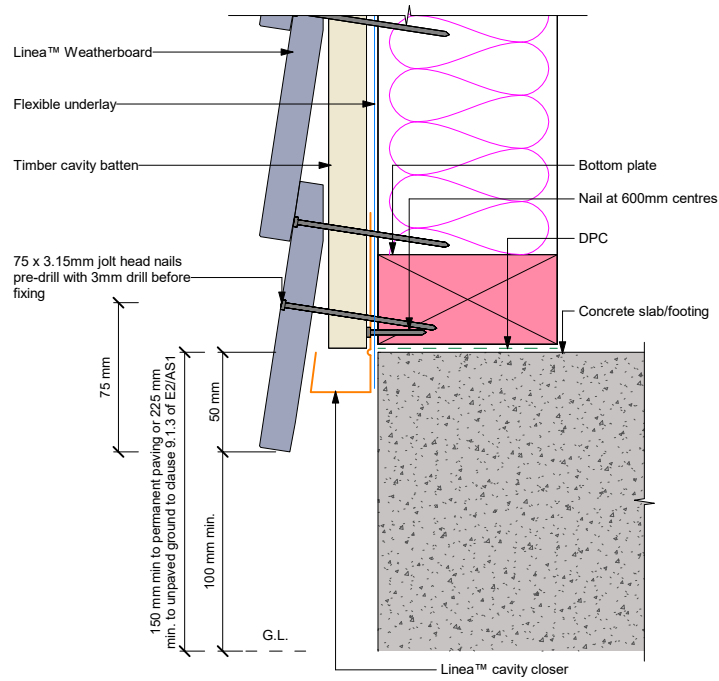 Linea™ Weatherboard
Flexible underlay
Timber cavity batten
75 x 3.15mm jolt head nails
pre-drill with 3mm drill before
fixing
Bottom plate
Nail at 600mm centres
DPC
Concrete slab/footing
75 mm
150 mm min to permanent paving or 225 mm
min. to unpaved ground to clause 9.1.3 of E2/AS1
50 mm
100 mm min.
G.L.
Linea™ cavity closer